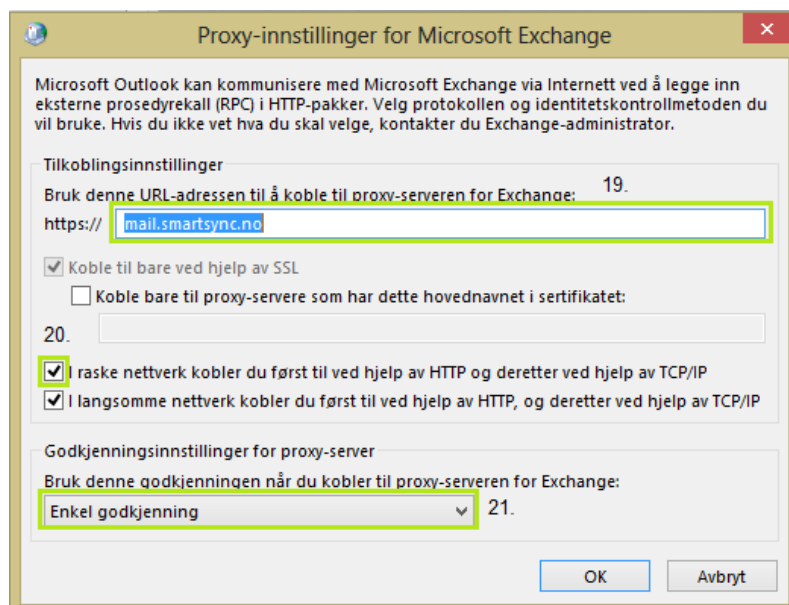 Proxy-innstillinger for Microsoft Exchange
Microsoft Outlook kan kommunisere med Microsoft Exchange via Internett ved å legge inn
eksterne prosedyrekall (RPC) i HTTP-pakker. Velg protokollen og identitetskontrollmetoden du
vil bruke. Hvis du ikke vet hva du skal velge, kontakter du Exchange-administrator.
Tilkoblingsinnstillinger
Bruk denne URL-adressen til å koble til proxy-serveren for Exchange: 19.
https:// mail.smartsync.no
Koble til bare ved hjelp av SSL
Koble bare til proxy-servere som har dette hovednavnet i sertifikatet:
20.
I raske nettverk kobler du først til ved hjelp av HTTP og deretter ved hjelp av TCP/IP
I langsomme nettverk kobler du først til ved hjelp av HTTP, og deretter ved hjelp av TCP/IP
Godkjenningsinnstillinger for proxy-server
Bruk denne godkjenningen når du kobler til proxy-serveren for Exchange:
Enkel godkjenning 21.
OK Avbryt